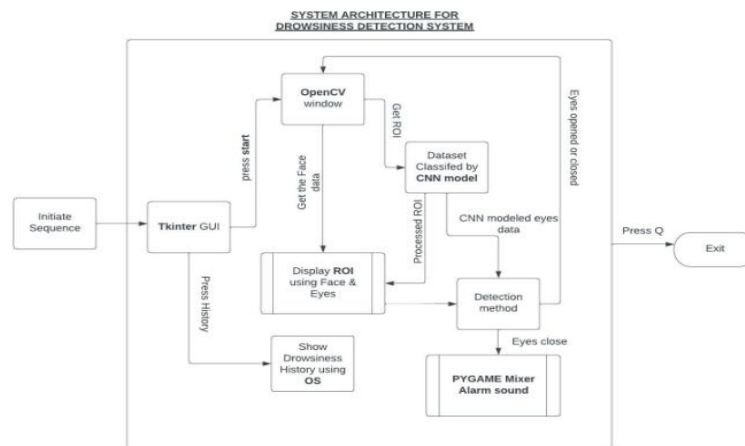 SYSTEM ARCHITECTURE FOR
DROWSINESS DETECTION SYSTEM
OpenCV
window
press start
Get ROI
Eyes opened or closed
Get the Face
data
Dataset
Classifed by
CNN model
Initiate
Sequence
Tkinter GUI
Processed ROI
CNN modeled eyes
data
Press Q
Exit
Display ROI
using Face &
Eyes
Detection
method
Press History
Show
Drowsiness
History using
OS
Eyes close
PYGAME Mixer
Alarm sound